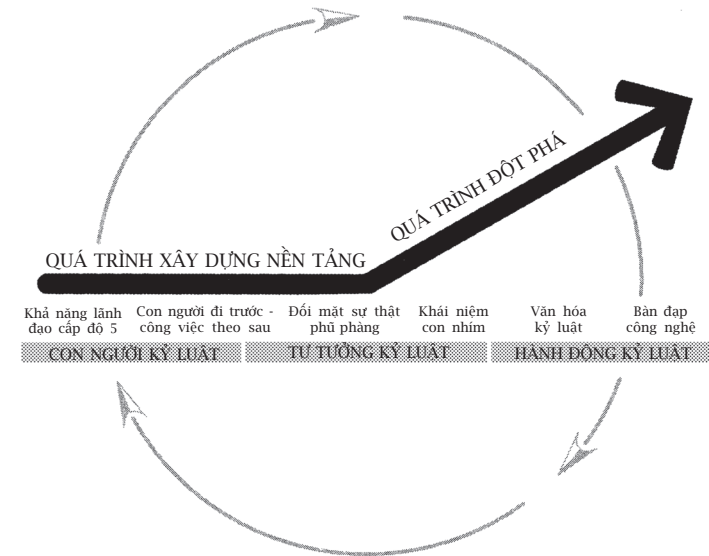 QUÁ TRÌNH ĐỘT PHÁ
QUÁ TRÌNH XÂY DỰNG NỀN TẢNG
Khả năng lãnh
đạo cấp độ 5
Con người đi trước -
công việc theo sau
Đối mặt sự thật
phũ phàng
Khái niệm
con nhím
Văn hóa
kỷ luật
Bàn đạp
công nghệ
CON NGƯỜI KỶ LUẬT
TƯ TƯỞNG KỶ LUẬT
HÀNH ĐỘNG KỶ LUẬT